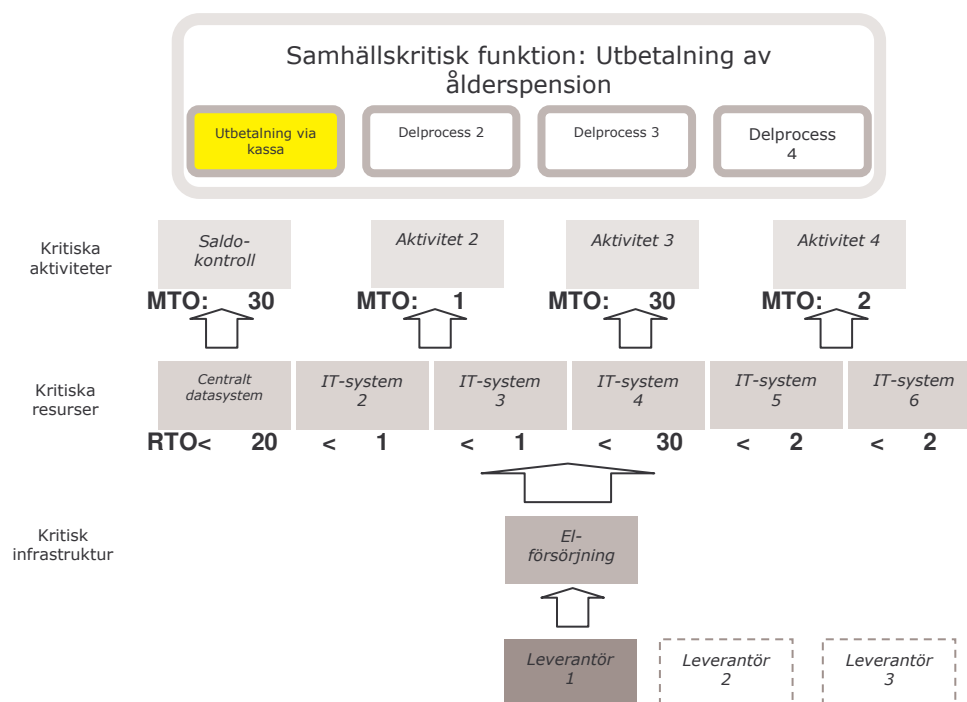 Samhällskritisk funktion: Utbetalning av
ålderspension
Utbetalning via
kassa
Delprocess 2
Delprocess 3
Delprocess
4
Kritiska
aktiviteter
Saldo-
kontroll
Aktivitet 2
Aktivitet 3
Aktivitet 4
MTO: 30
MTO: 1
MTO: 30
MTO: 2
Kritiska
resurser
Centralt
datasystem
IT-system
2
IT-system
3
IT-system
4
IT-system
5
IT-system
6
RTO< 20
< 1
< 1
< 30
< 2
< 2
Kritisk
infrastruktur
El-
försörjning
Leverantör
1
Leverantör
2
Leverantör
3